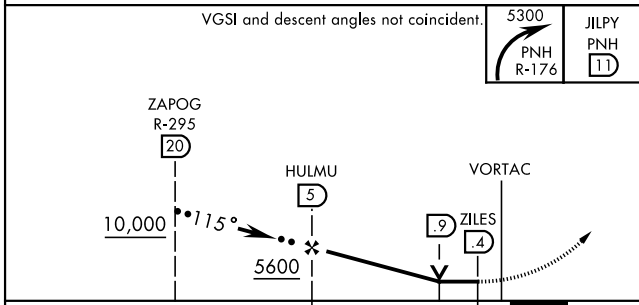 VGSI and descent angles not coincident.
5300
PNH
R-176
JILPY
PNH
11
ZAPOG
R-295
20
HULMU
5
VORTAC
10,000
115°
5600
.9
ZILES
.4